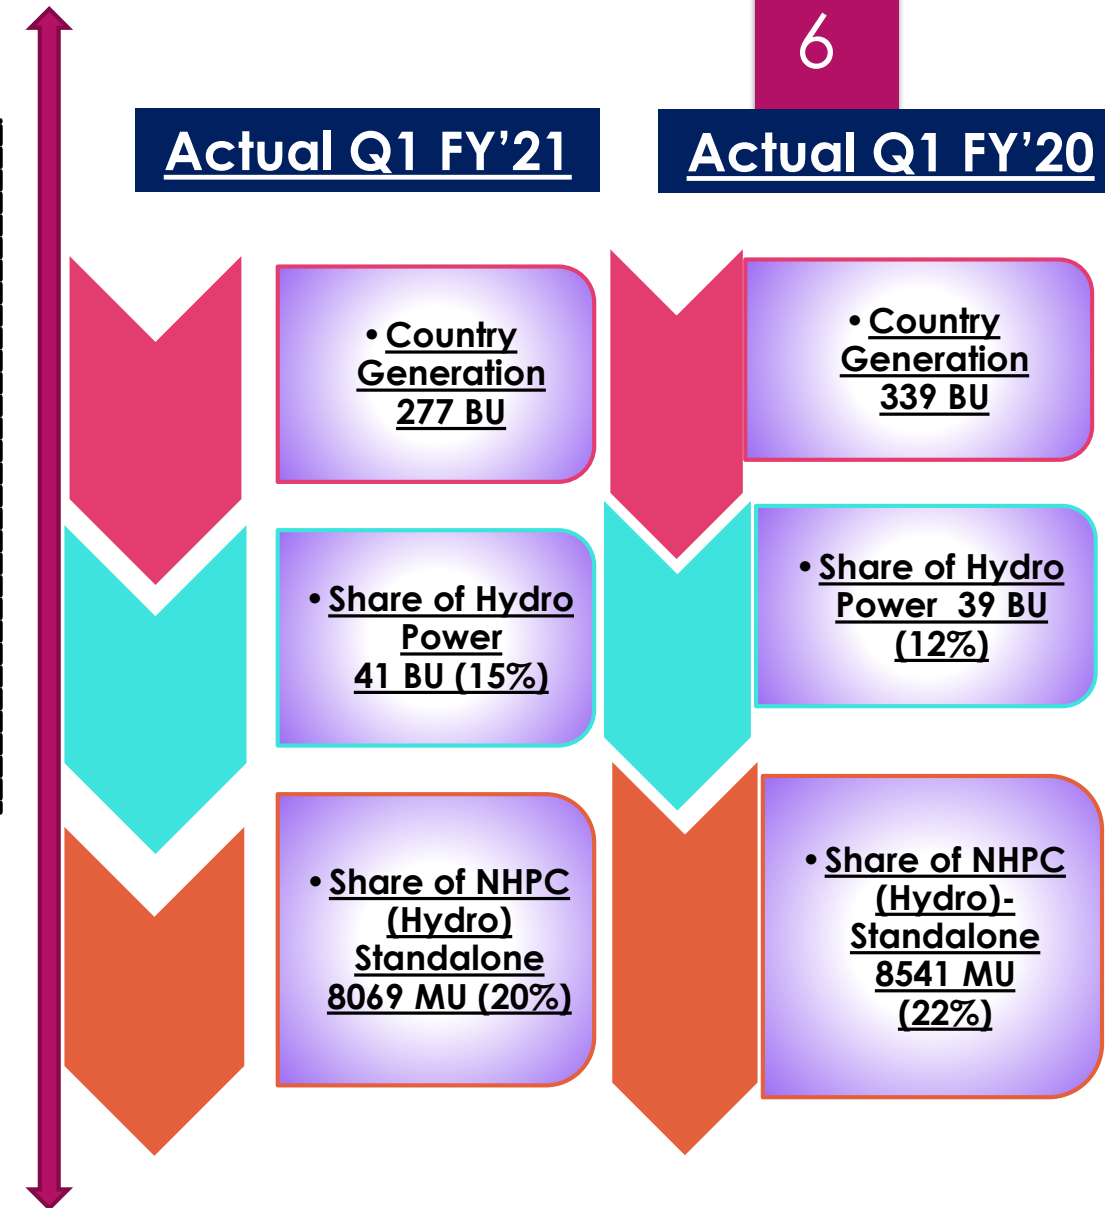 6
Actual Q1 FY’21
• Country
Generation
277 BU
• Share of Hydro
Power
41 BU (15%)
• Share of NHPC
(Hydro)
Standalone
8069 MU (20%)
Actual Q1 FY’20
• Country
Generation
339 BU
• Share of Hydro
Power 39 BU
(12%)
• Share of NHPC
(Hydro)-
Standalone
8541 MU
(22%)